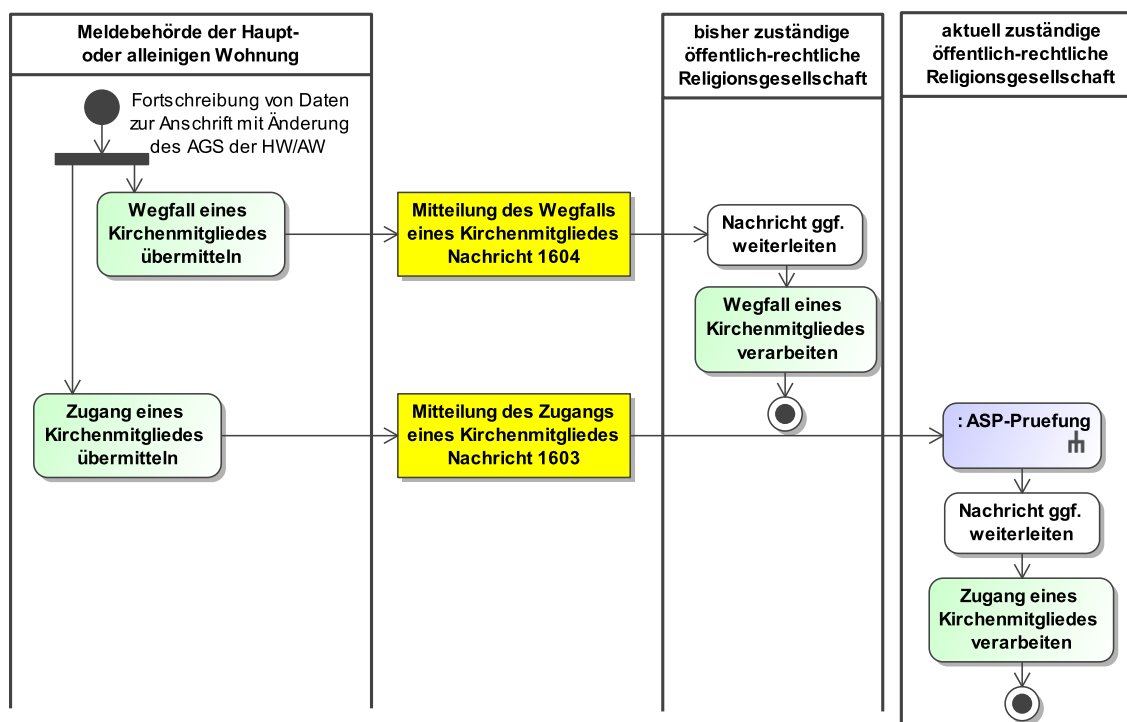 Meldebehörde der Haupt-
oder alleinigen Wohnung
bisher zuständige
öffentlich-rechtliche
Religionsgesellschaft
aktuell zuständige
öffentlich-rechtliche
Religionsgesellschaft
Fortschreibung von Daten
zur Anschrift mit Änderung
des AGS der HW/AW
Wegfall eines
Kirchenmitgliedes
übermitteln
Mitteilung des Wegfalls
eines Kirchenmitgliedes
Nachricht 1604
Nachricht ggf.
weiterleiten
Wegfall eines
Kirchenmitgliedes
verarbeiten
Zugang eines
Kirchenmitgliedes
übermitteln
Mitteilung des Zugangs
eines Kirchenmitgliedes
Nachricht 1603
: ASP-Pruefung
Nachricht ggf.
weiterleiten
Zugang eines
Kirchenmitgliedes
verarbeiten